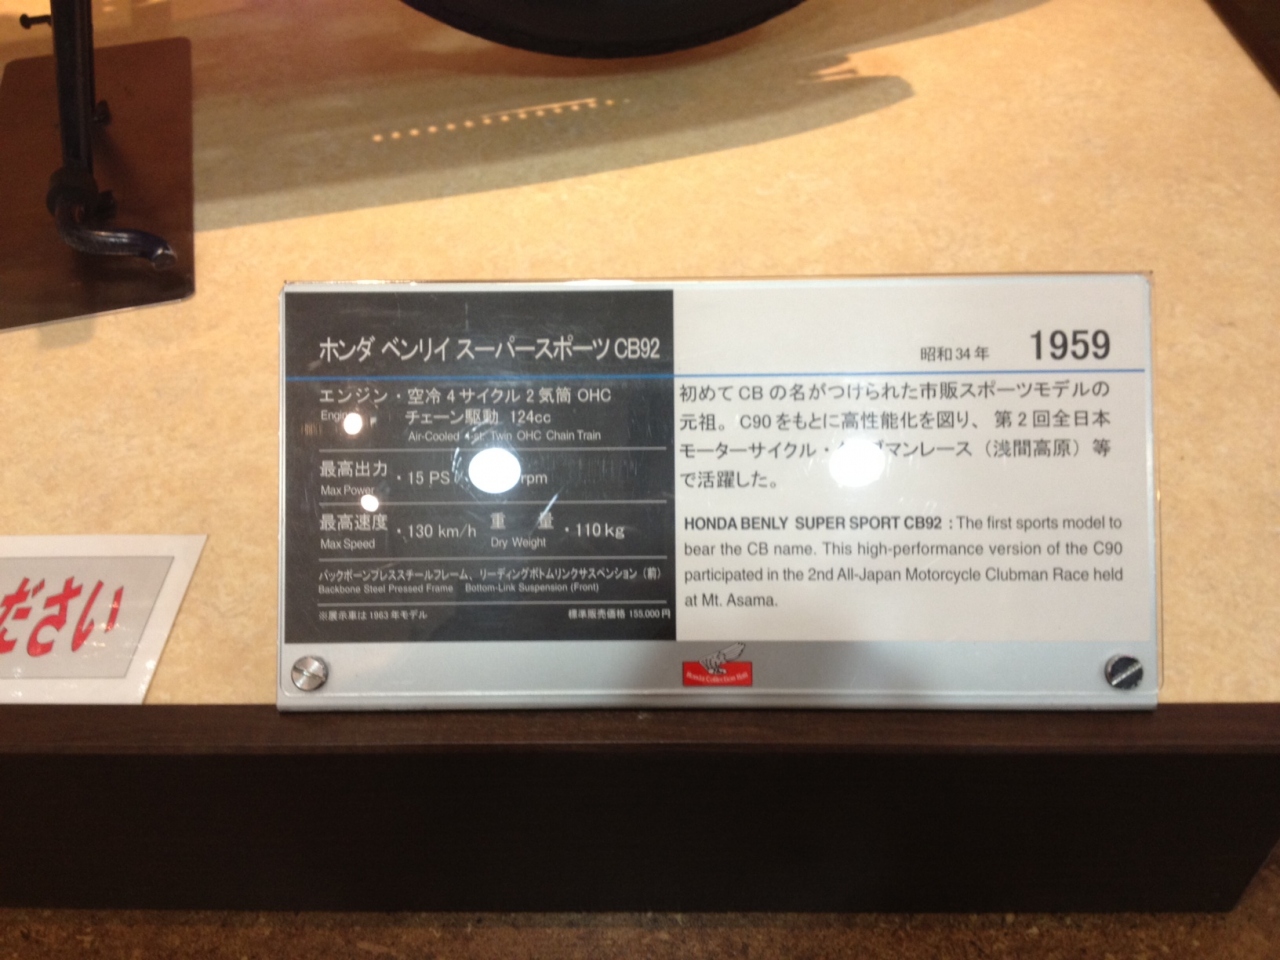 ホンダ ベンリイ スーパースポーツ CB92
エンジン・空冷 4 サイクル 2 気筒 OHC
チェーン駆動 124cc
Air-Cooled Twin OHC Chain Train
最高出力 ・15 PS rpm
Max Power
最高速度 ・130 km/h 重 量 ・110kg
Max Speed Dry Weight
バックボーンプレススチールフレーム、リーディングボトムリンクサスペンション（前）
Backbone Steel Pressed Frame Bottom-Link Suspension (Front)
※展示車は 1963 年モデル 標準販売価格 155,000 円
昭和 34 年 1959
初めて CB の名がつけられた市販スポーツモデルの
元祖。 C90 をもとに高性能化を図り、 第 2 回全日本
モーターサイクル・マンレース（浅間高原）等
で活躍した。
HONDA BENLY SUPER SPORT CB92 : The first sports model to
bear the CB name. This high-performance version of the C90
participated in the 2nd All-Japan Motorcycle Clubman Race held
at Mt. Asama.
Honda Collection Hall
ださい